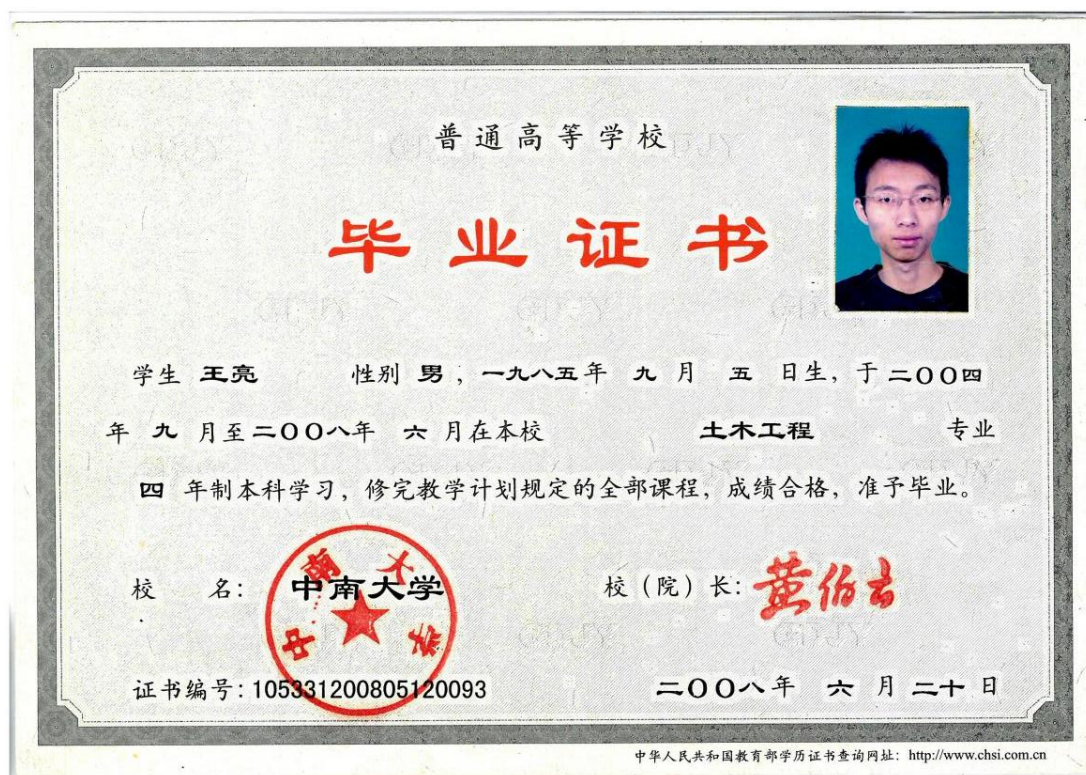 普通高等学校
毕业证书
学生 王亮 性别 男，一九八五年 九 月 五 日生，于二〇〇四
年 九 月至二〇〇八年 六 月在本校 土木工程 专业
四 年制本科学习，修完教学计划规定的全部课程，成绩合格，准予毕业。
校 名：中南大学
校（院）长：黄伯云
中南大学
证书编号：105331200805120093
二〇〇八年 六 月 二十 日
中华人民共和国教育部学历证书查询网址：http://www.chsi.com.cn